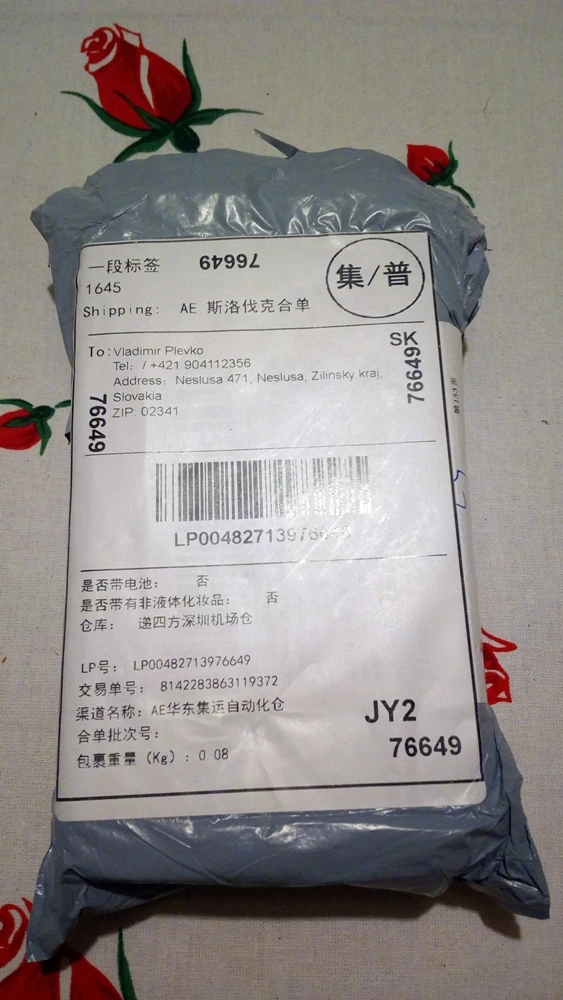 一段标签
76649
集/普
1645
Shipping: AE 斯洛伐克合单
To: Vladimir Plevko
Tel: / +421 904112356
Address: Neslusa 471, Neslusa, Zilinsky kraj,
Slovakia
ZIP: 02341
SK
76649
76649
LP00482713976
是否带电池： 否
是否带有非液体化妆品： 否
仓库： 递四方深圳机场仓
LP号： LP00482713976649
交易单号： 8142283863119372
渠道名称： AE华东集运自动化仓
合单批次号：
包裹重量（Kg）: 0.08
JY2
76649